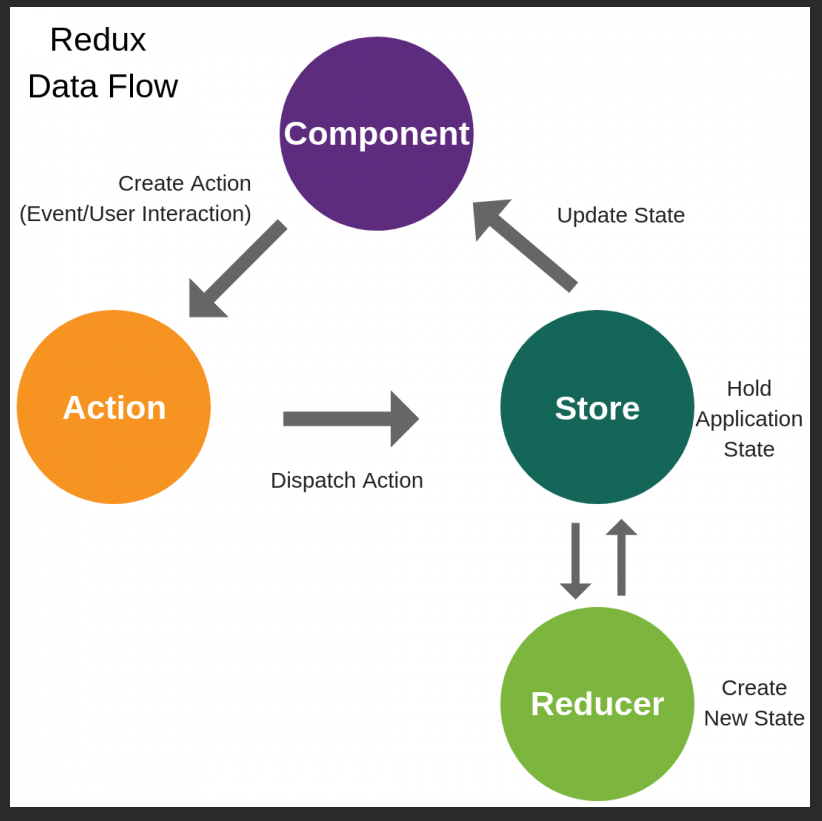 Redux
Data Flow
Component
Create Action
(Event/User Interaction)
Update State
Action
Store
Hold
Application
State
Dispatch Action
Reducer
Create
New State